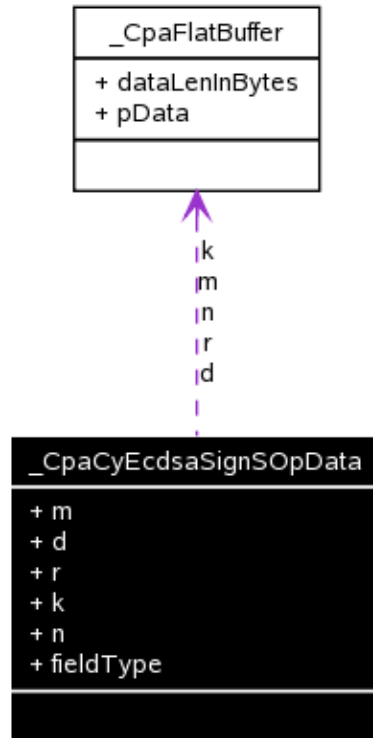 _CpaFlatBuffer
+ dataLenInBytes
+ pData
k
m
n
r
d
_CpaCyEcdsaSignSOpData
+ m
+ d
+ r
+ k
+ n
+ fieldType